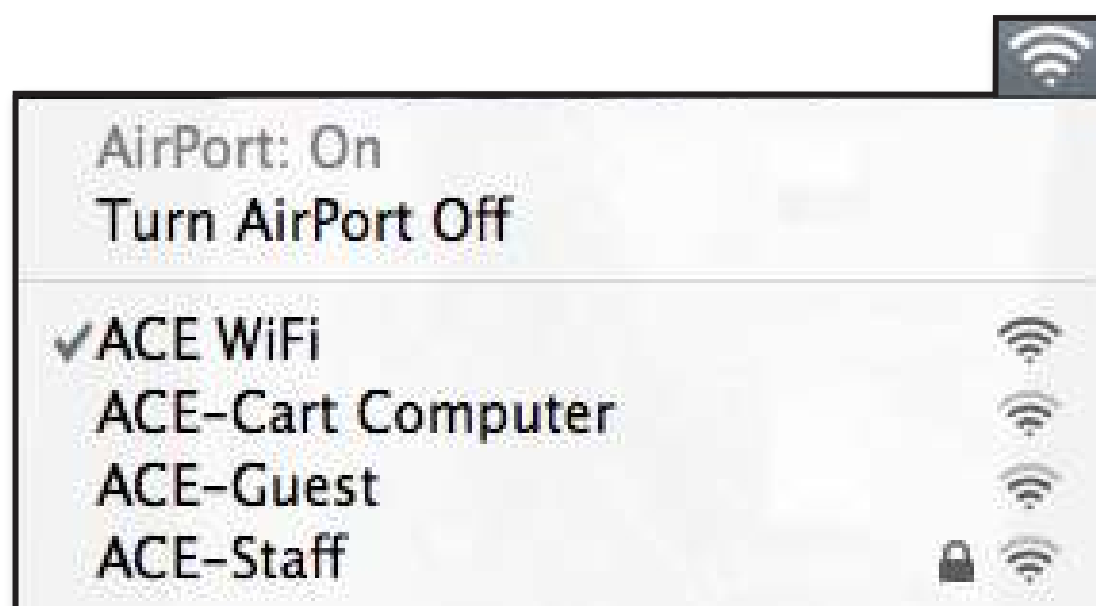 AirPort: On
Turn AirPort Off
ACE WiFi
ACE-Cart Computer
ACE-Guest
ACE-Staff